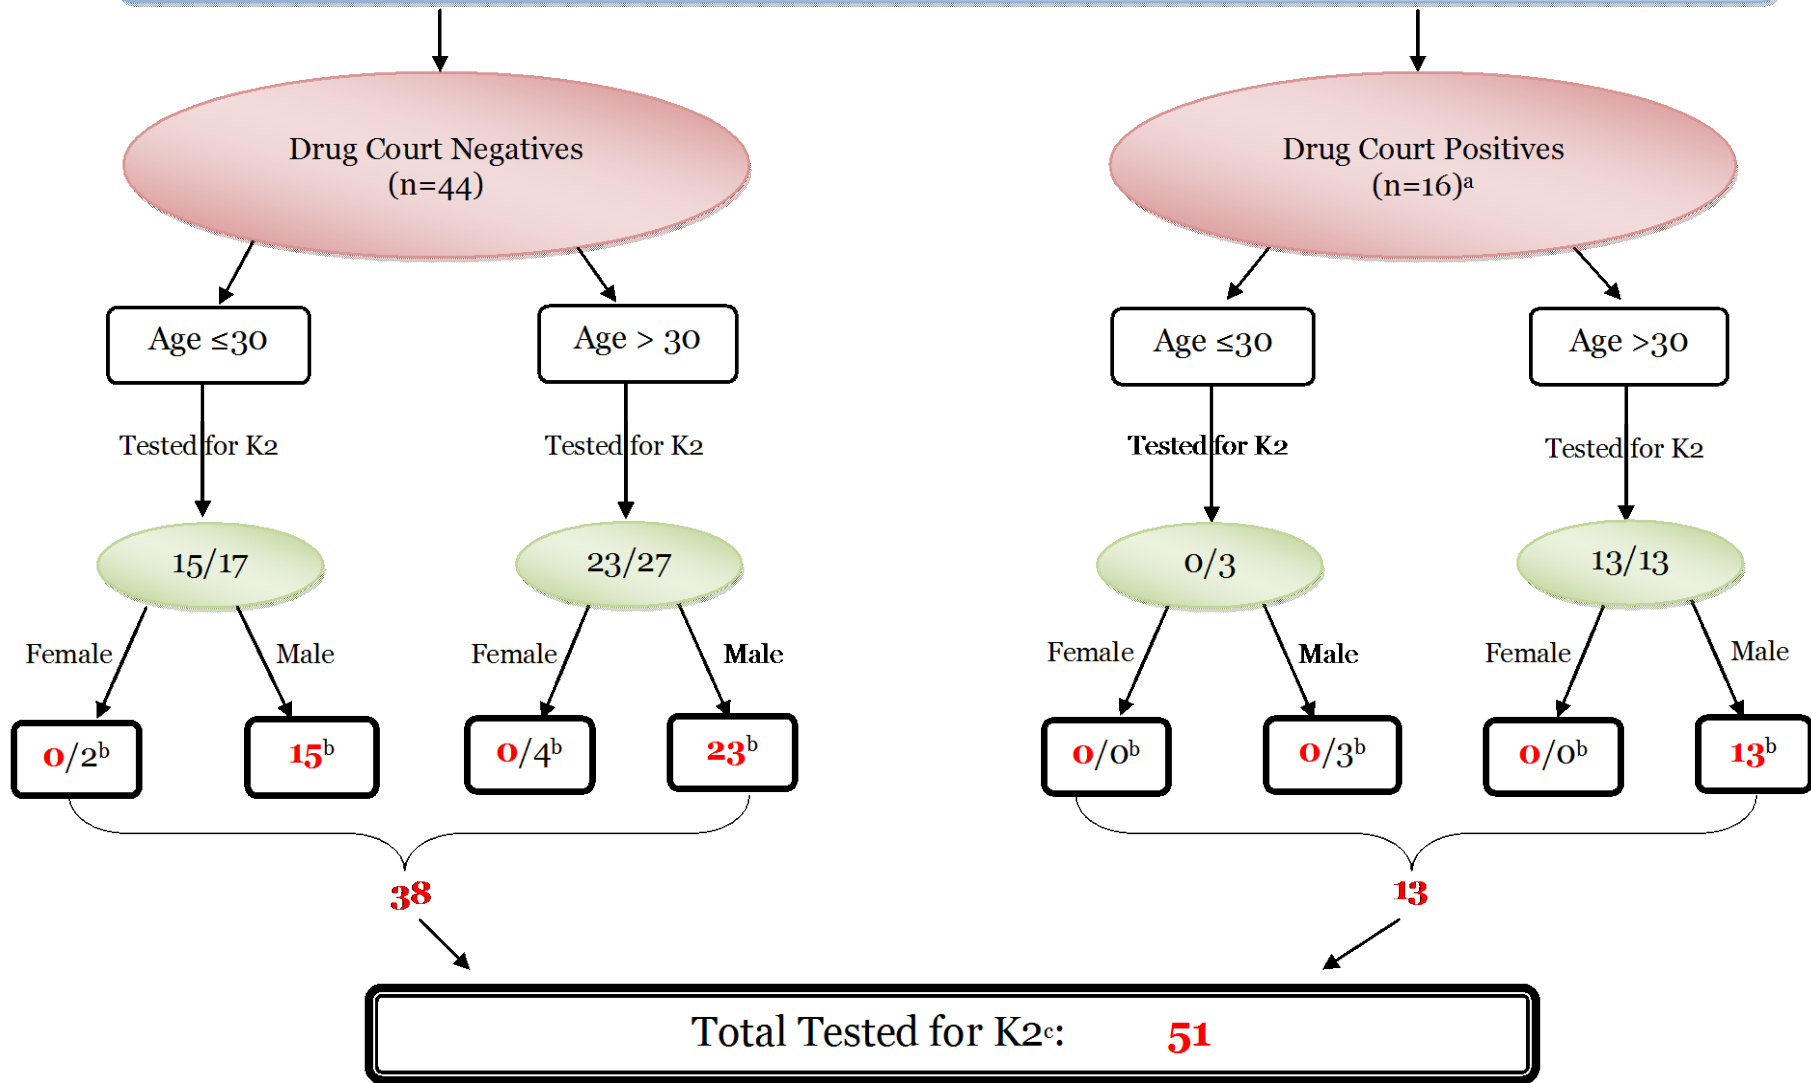 Drug Court Negatives
(n=44)
Drug Court Positives
(n=16)ᵃ
Age ≤30
Age > 30
Age ≤30
Age >30
Tested for K2
Tested for K2
Tested for K2
Tested for K2
15/17
23/27
0/3
13/13
Female
Male
Female
Male
Female
Male
Female
Male
0/2ᵇ
15ᵇ
0/4ᵇ
23ᵇ
0/0ᵇ
0/3ᵇ
0/0ᵇ
13ᵇ
38
13
Total Tested for K2ᶜ: 51